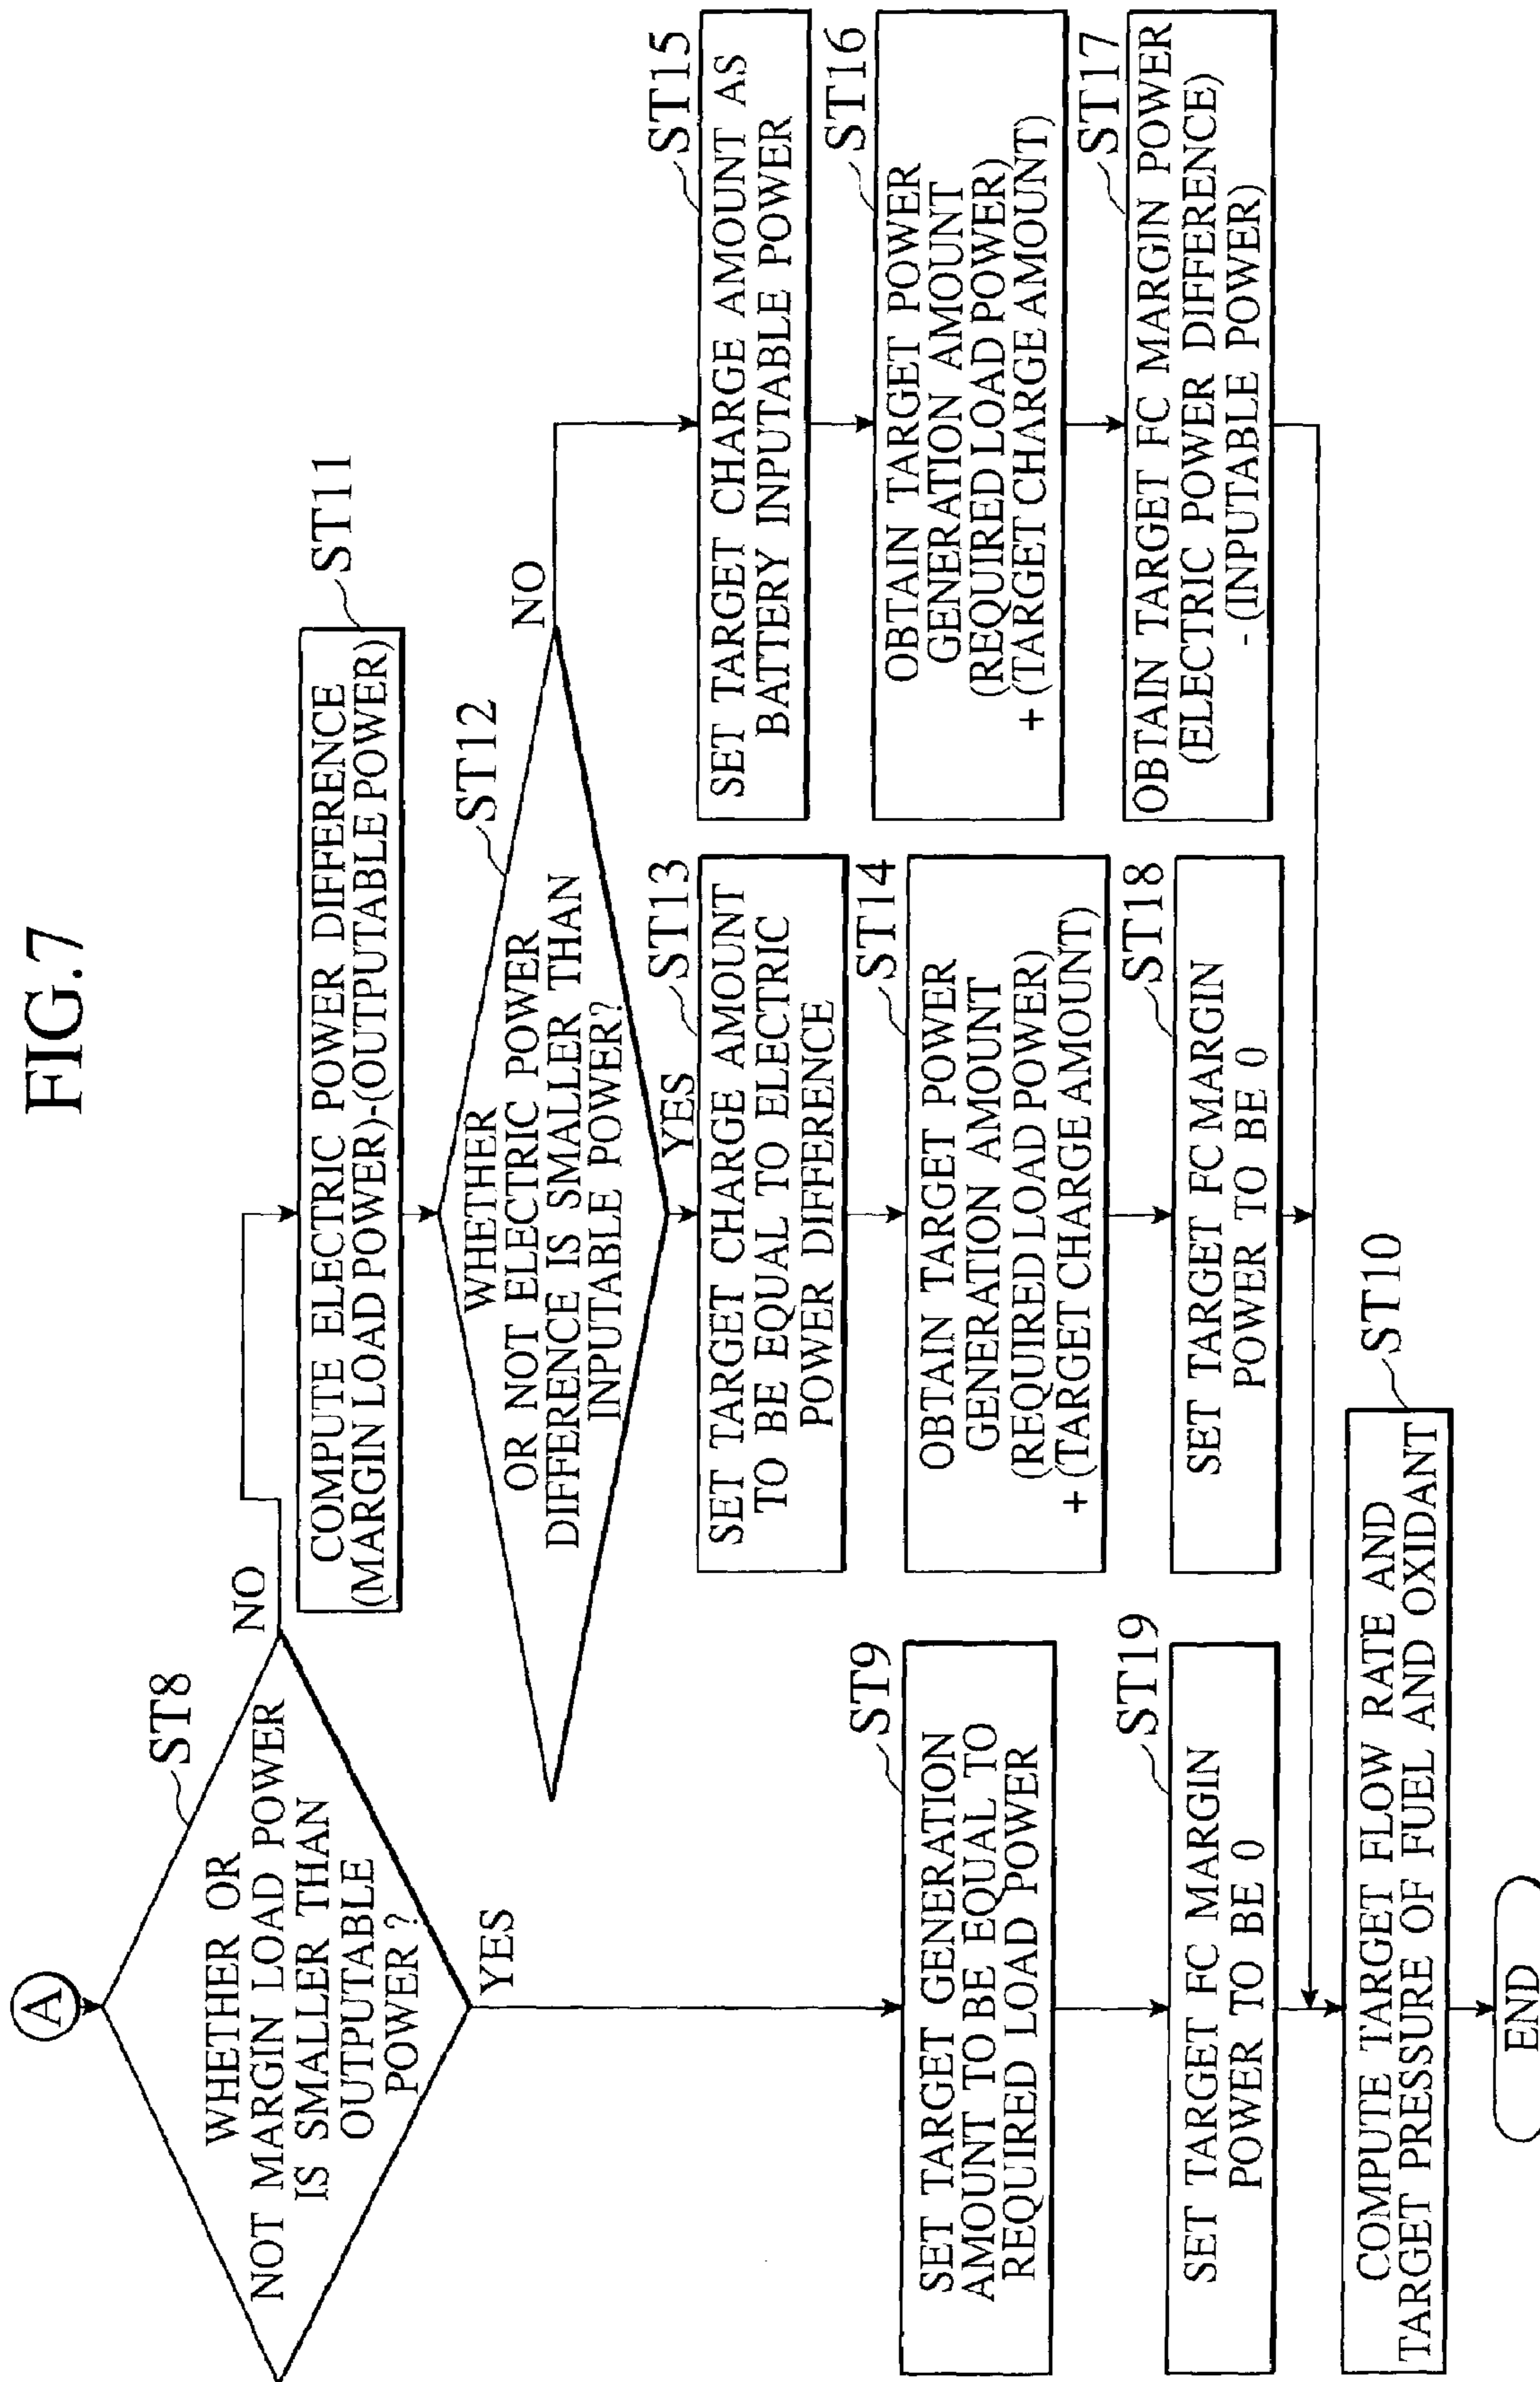 FIG.7
A
ST8
WHETHER OR
NOT MARGIN LOAD POWER
IS SMALLER THAN
OUTPUTABLE
POWER ?
NO
YES
ST11
COMPUTE ELECTRIC POWER DIFFERENCE
(MARGIN LOAD POWER)-(OUTPUTABLE POWER)
ST12
WHETHER
OR NOT ELECTRIC POWER
DIFFERENCE IS SMALLER THAN
INPUTABLE POWER?
NO
YES
ST13
SET TARGET CHARGE AMOUNT
TO BE EQUAL TO ELECTRIC
POWER DIFFERENCE
ST15
SET TARGET CHARGE AMOUNT AS
BATTERY INPUTABLE POWER
ST9
SET TARGET GENERATION
AMOUNT TO BE EQUAL TO
REQUIRED LOAD POWER
ST14
OBTAIN TARGET POWER
GENERATION AMOUNT
(REQUIRED LOAD POWER)
+ (TARGET CHARGE AMOUNT)
ST16
OBTAIN TARGET POWER
GENERATION AMOUNT
(REQUIRED LOAD POWER)
+ (TARGET CHARGE AMOUNT)
ST19
SET TARGET FC MARGIN
POWER TO BE 0
ST18
SET TARGET FC MARGIN
POWER TO BE 0
ST17
OBTAIN TARGET FC MARGIN POWER
(ELECTRIC POWER DIFFERENCE)
- (INPUTABLE POWER)
ST10
COMPUTE TARGET FLOW RATE AND
TARGET PRESSURE OF FUEL AND OXIDANT
END